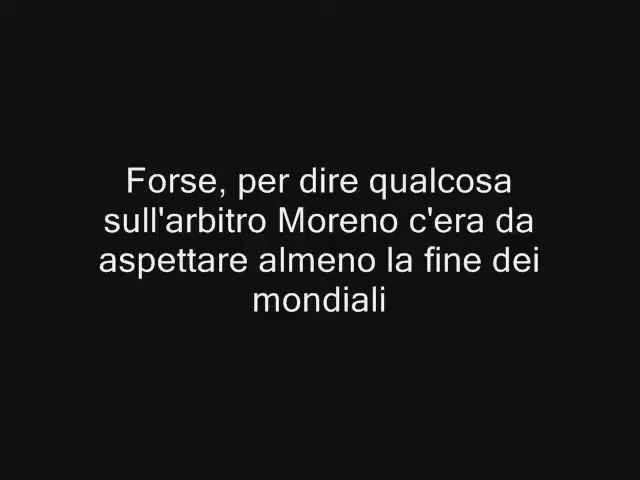 Forse, per dire qualcosa
sull'arbitro Moreno c'era da
aspettare almeno la fine dei
mondiali